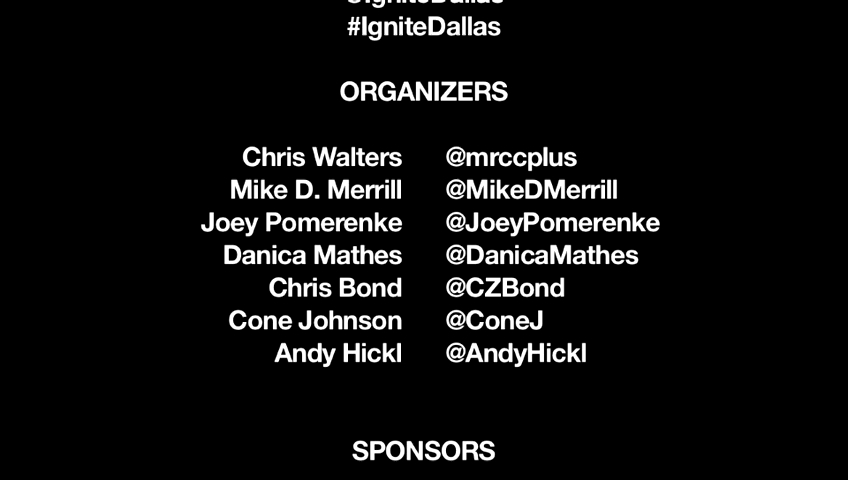 @IgniteDallas
#IgniteDallas
ORGANIZERS
Chris Walters @mrccplus
Mike D. Merrill @MikeDMerrill
Joey Pomerenke @JoeyPomerenke
Danica Mathes @DanicaMathes
Chris Bond @CZBond
Cone Johnson @ConeJ
Andy Hickl @AndyHickl
SPONSORS